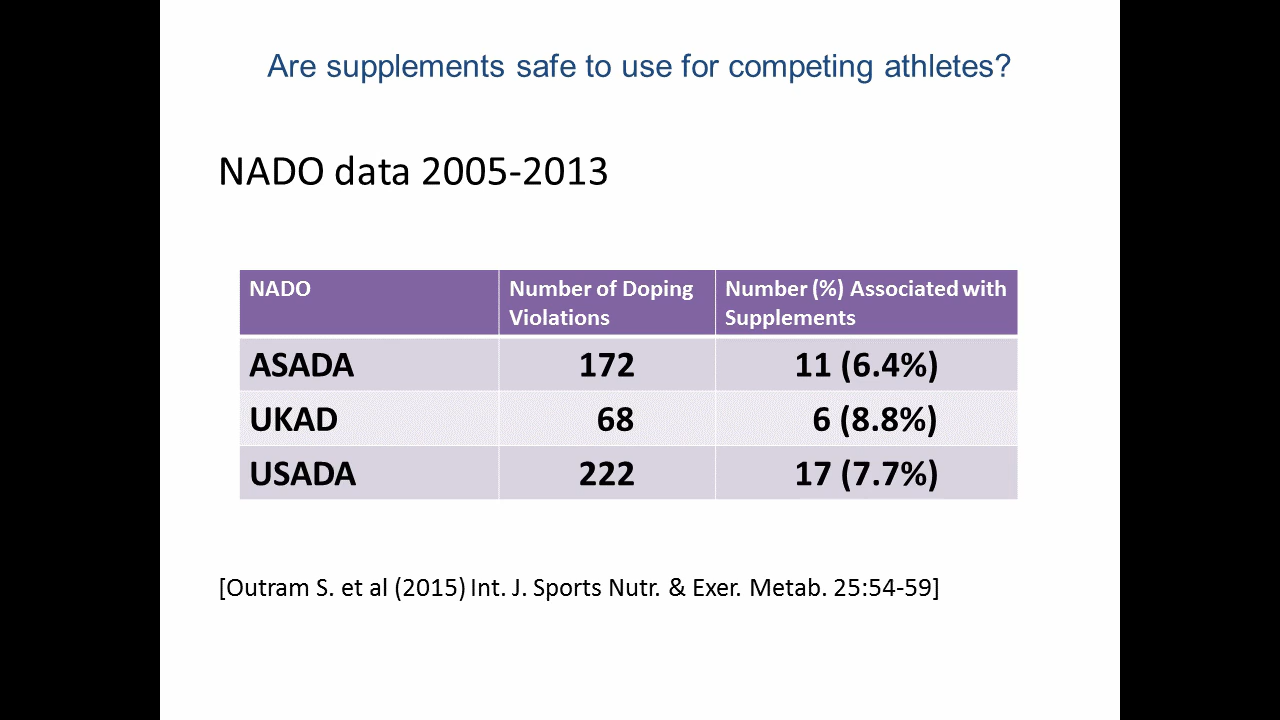 Are supplements safe to use for competing athletes?
NADO data 2005-2013
NADO Number of Doping Violations Number (%) Associated with Supplements
ASADA 172 11 (6.4%)
UKAD 68 6 (8.8%)
USADA 222 17 (7.7%)
[Outram S. et al (2015) Int. J. Sports Nutr. & Exer. Metab. 25:54-59]